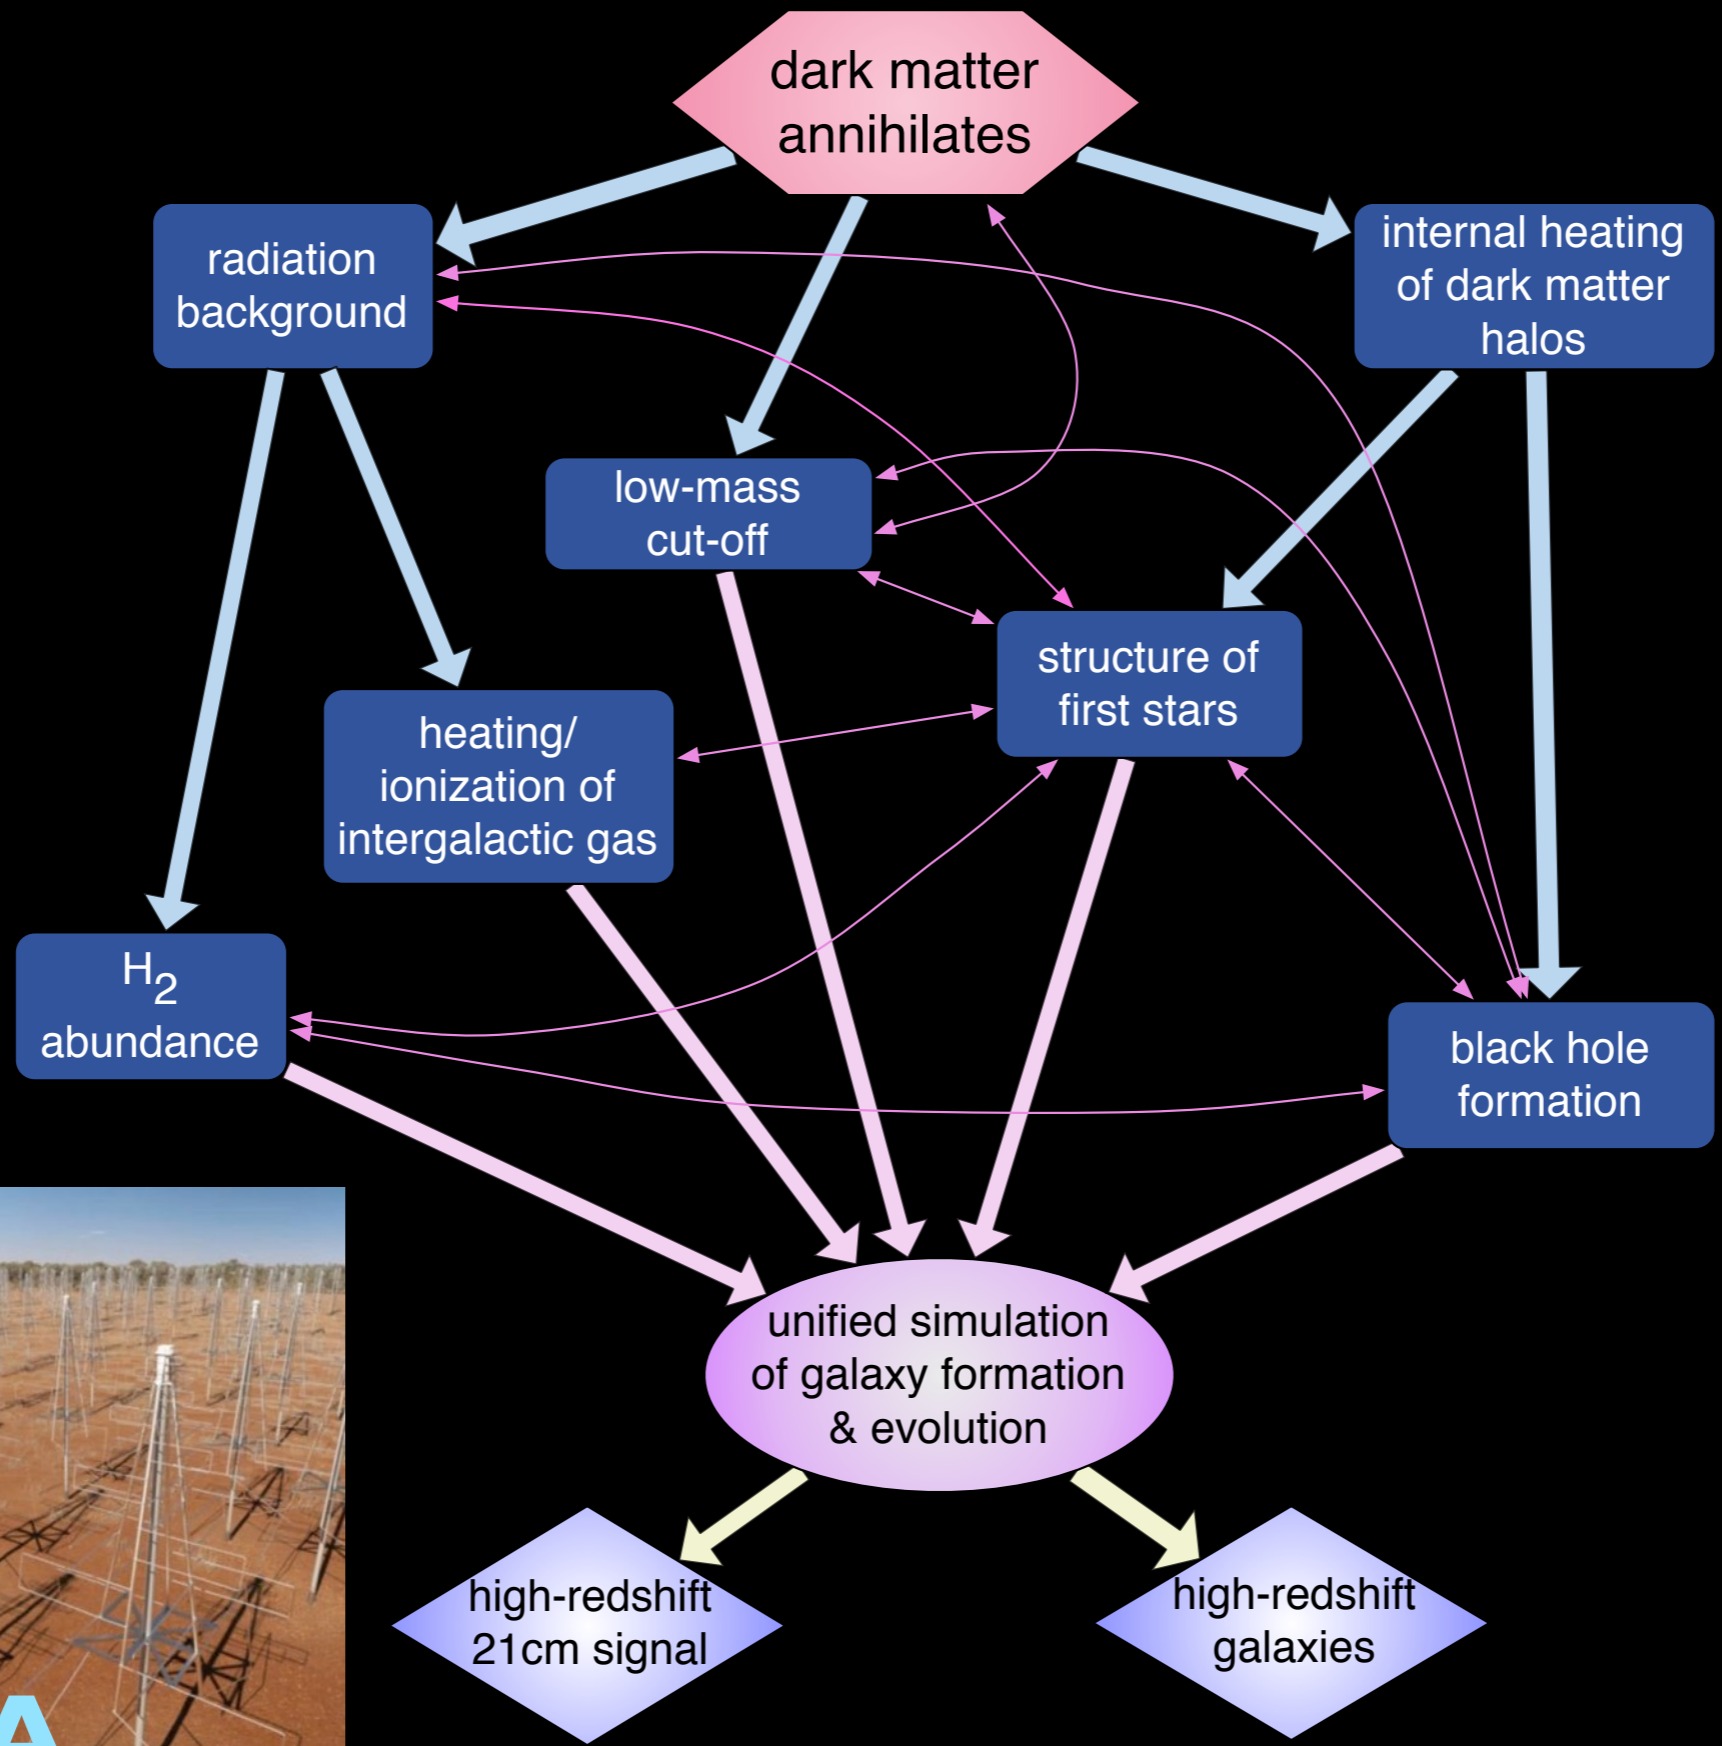 dark matter
annihilates
radiation
background
internal heating
of dark matter
halos
low-mass
cut-off
structure of
first stars
heating/
ionization of
intergalactic gas
H2
abundance
black hole
formation
unified simulation
of galaxy formation
& evolution
high-redshift
21cm signal
high-redshift
galaxies
A